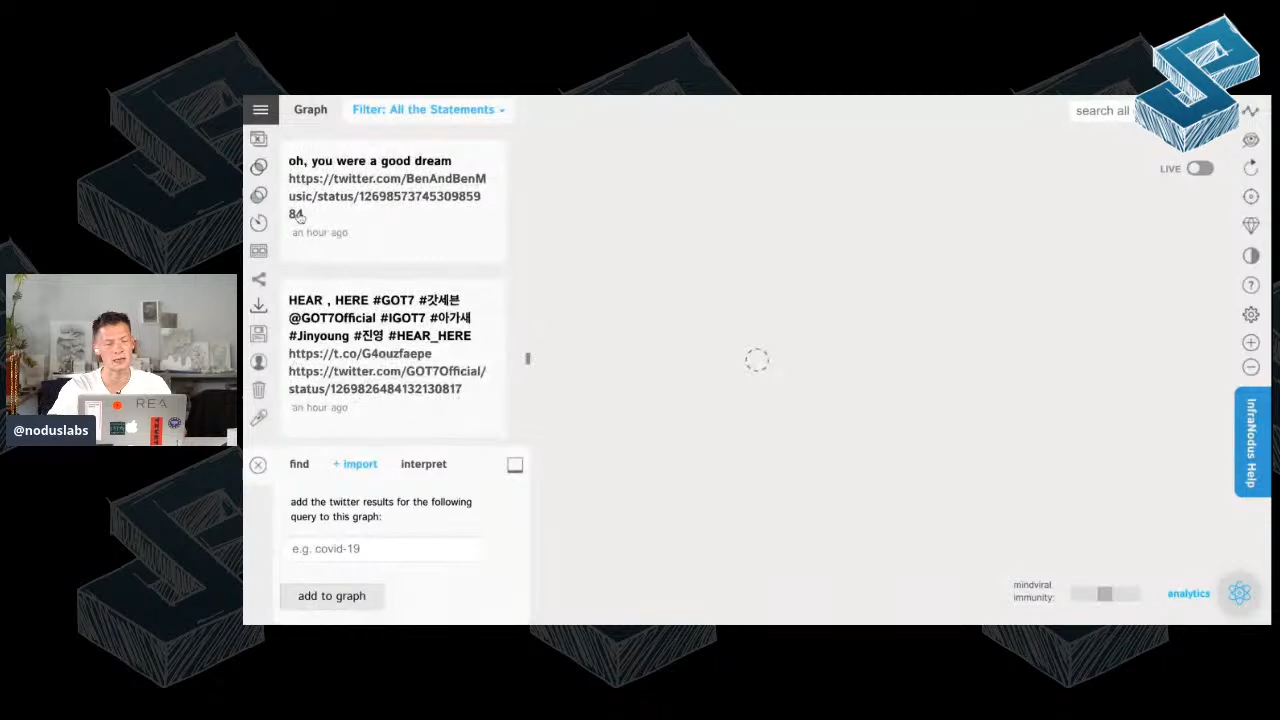 Graph
Filter: All the Statements
search all
LIVE
oh, you were a good dream
https://twitter.com/BenAndBenM
usic/status/12698573745309859
84
an hour ago
HEAR , HERE #GOT7 #갓세븐
@GOT7Official #IGOT7 #아가새
#Jinyoung #진영 #HEAR_HERE
https://t.co/G4ouzfaepe
https://twitter.com/GOT7Official/
status/1269826484132130817
an hour ago
find
+ import
interpret
add the twitter results for the following
query to this graph:
e.g. covid-19
add to graph
REA
@noduslabs
InfraNodus Help
mindviral
immunity:
analytics